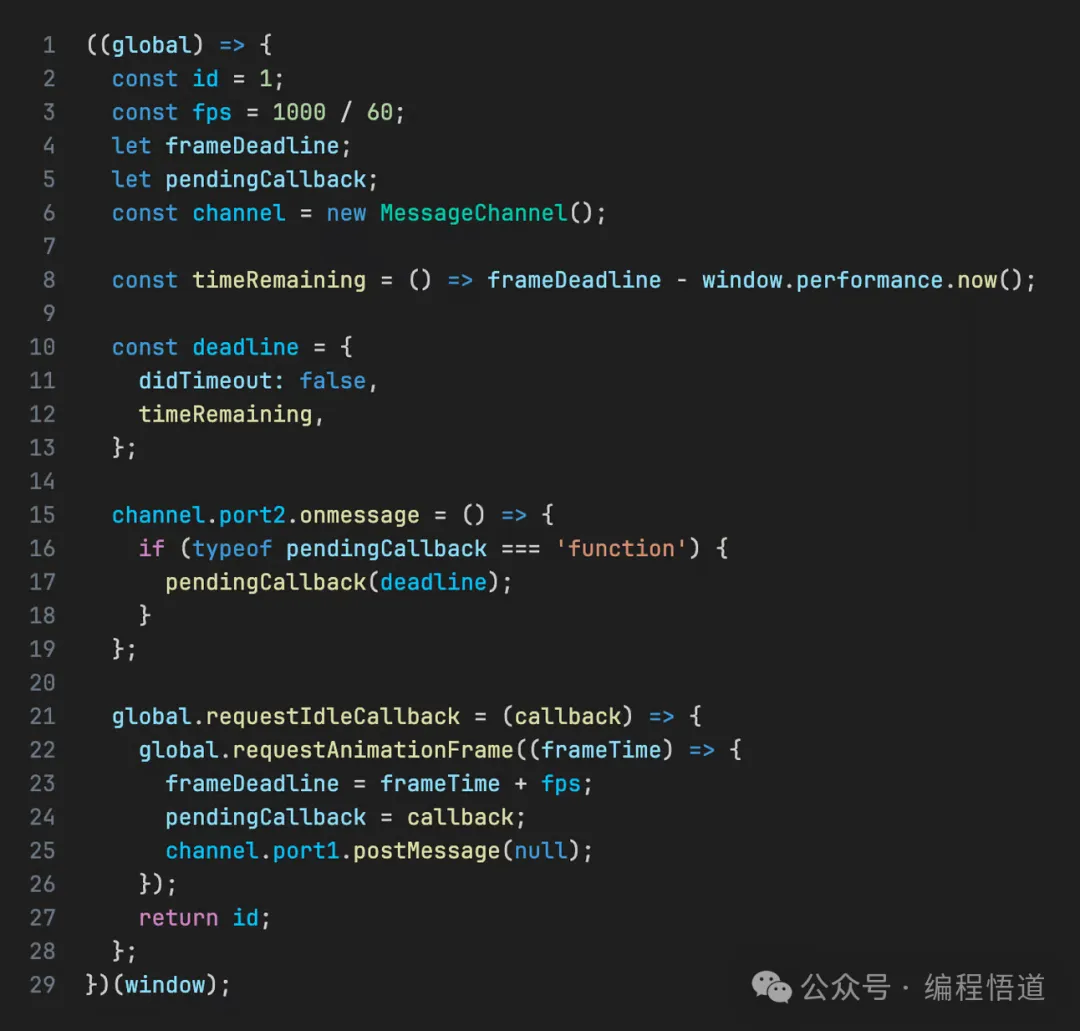 1 ((global) => {
2   const id = 1;
3   const fps = 1000 / 60;
4   let frameDeadline;
5   let pendingCallback;
6   const channel = new MessageChannel();
7
8   const timeRemaining = () => frameDeadline - window.performance.now();
9
10   const deadline = {
11     didTimeout: false,
12     timeRemaining,
13   };
14
15   channel.port2.onmessage = () => {
16     if (typeof pendingCallback === 'function') {
17       pendingCallback(deadline);
18     }
19   };
20
21   global.requestIdleCallback = (callback) => {
22     global.requestAnimationFrame((frameTime) => {
23       frameDeadline = frameTime + fps;
24       pendingCallback = callback;
25       channel.port1.postMessage(null);
26     });
27     return id;
28   };
29 })(window);
公众号 · 编程悟道